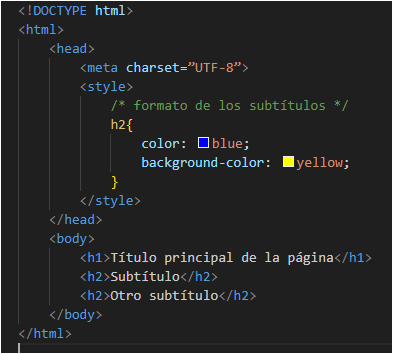 <!DOCTYPE html>
<html>
<head>
<meta charset=”UTF-8”>
<style>
/* formato de los subtítulos */
h2{
color: blue;
background-color: yellow;
}
</style>
</head>
<body>
<h1>Título principal de la página</h1>
<h2>Subtítulo</h2>
<h2>Otro subtítulo</h2>
</body>
</html>